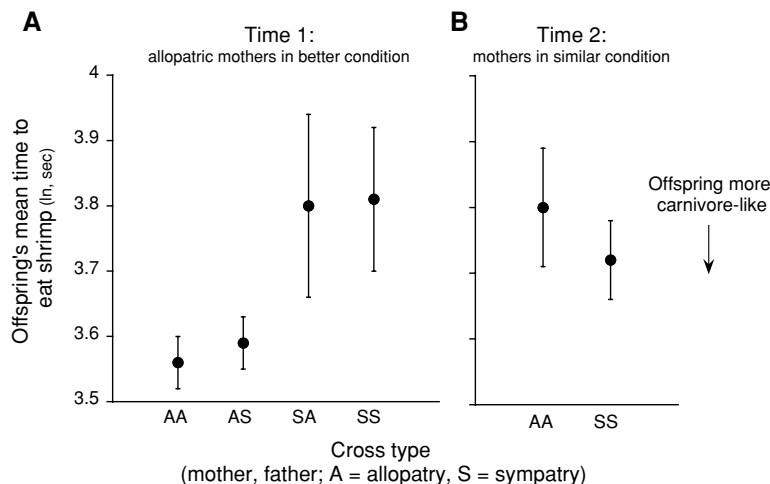 A
Time 1:
allopatric mothers in better condition
B
Time 2:
mothers in similar condition
Offspring's mean time to
eat shrimp (ln, sec)
4
3.9
3.8
3.7
3.6
3.5
AA AS SA SS
AA SS
Offspring more
carnivore-like
Cross type
(mother, father; A = allopatry, S = sympatry)